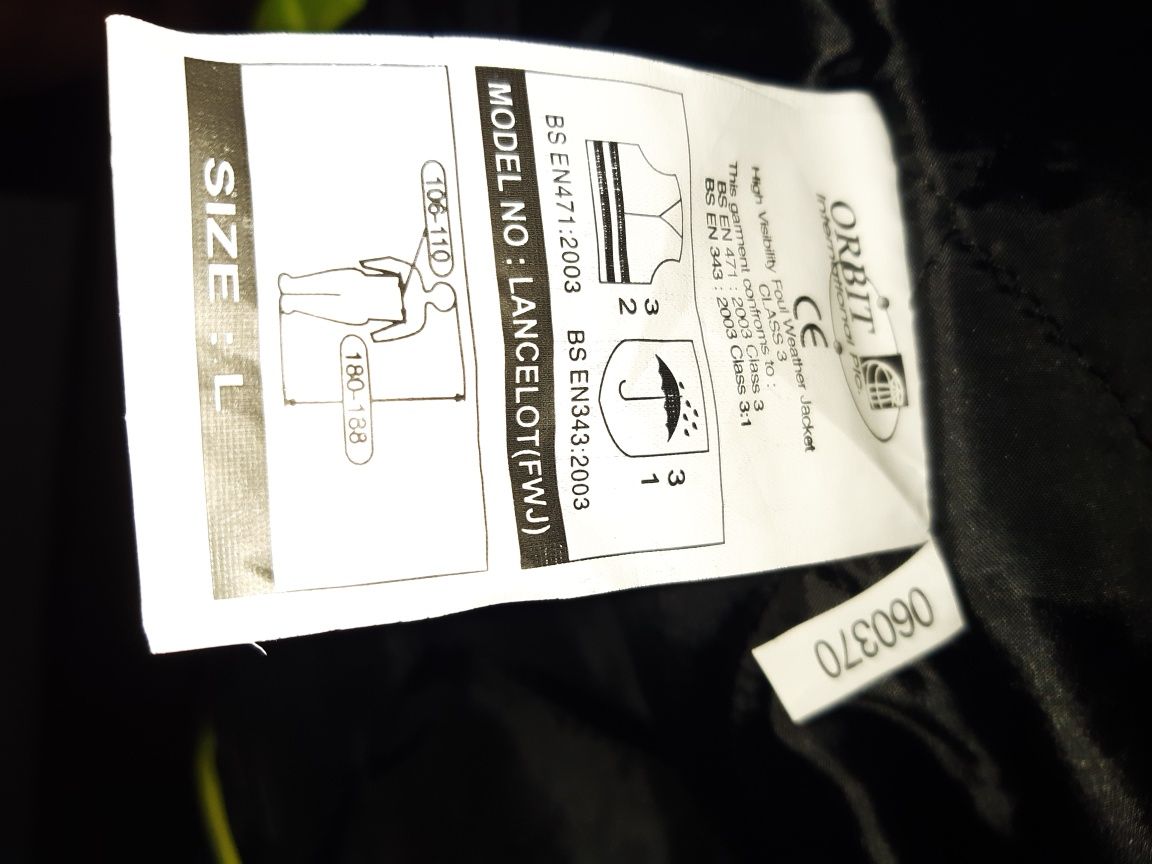 ORBIT
International Plc.
CE
High Visibility Foul Weather Jacket
CLASS 3
This garment confroms to :
BS EN 471 : 2003 Class 3
BS EN 343 : 2003 Class 3:1
3
2
3
1
BS EN471:2003 BS EN343:2003
MODEL NO : LANCELOT(FWJ)
106-110
180-188
SIZE : L
060370